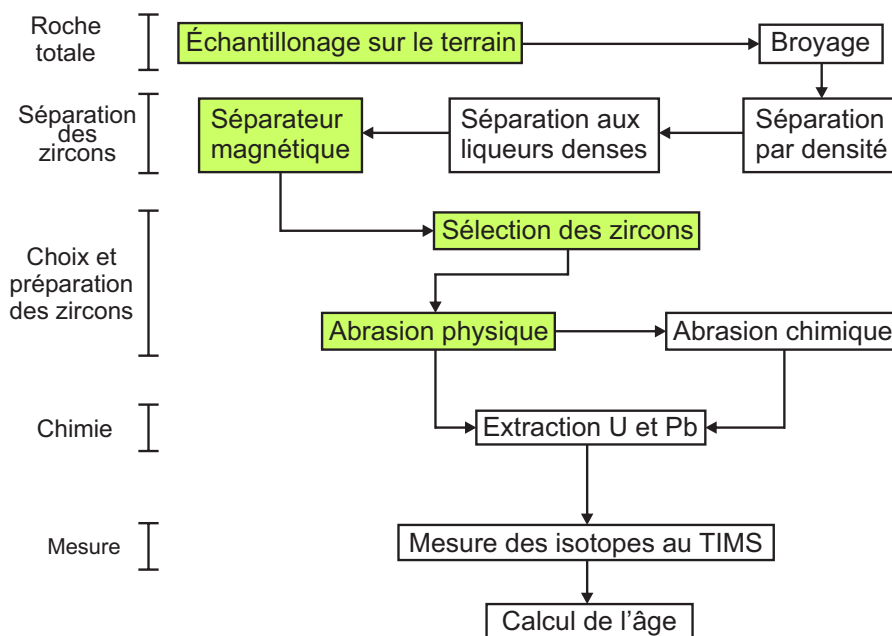 Roche
totale
Échantillonage sur le terrain
Broyage
Séparation
des
zircons
Séparateur
magnétique
Séparation aux
liqueurs denses
Séparation
par densité
Choix et
préparation
des zircons
Sélection des zircons
Abrasion physique
Abrasion chimique
Chimie
Extraction U et Pb
Mesure
Mesure des isotopes au TIMS
Calcul de l’âge